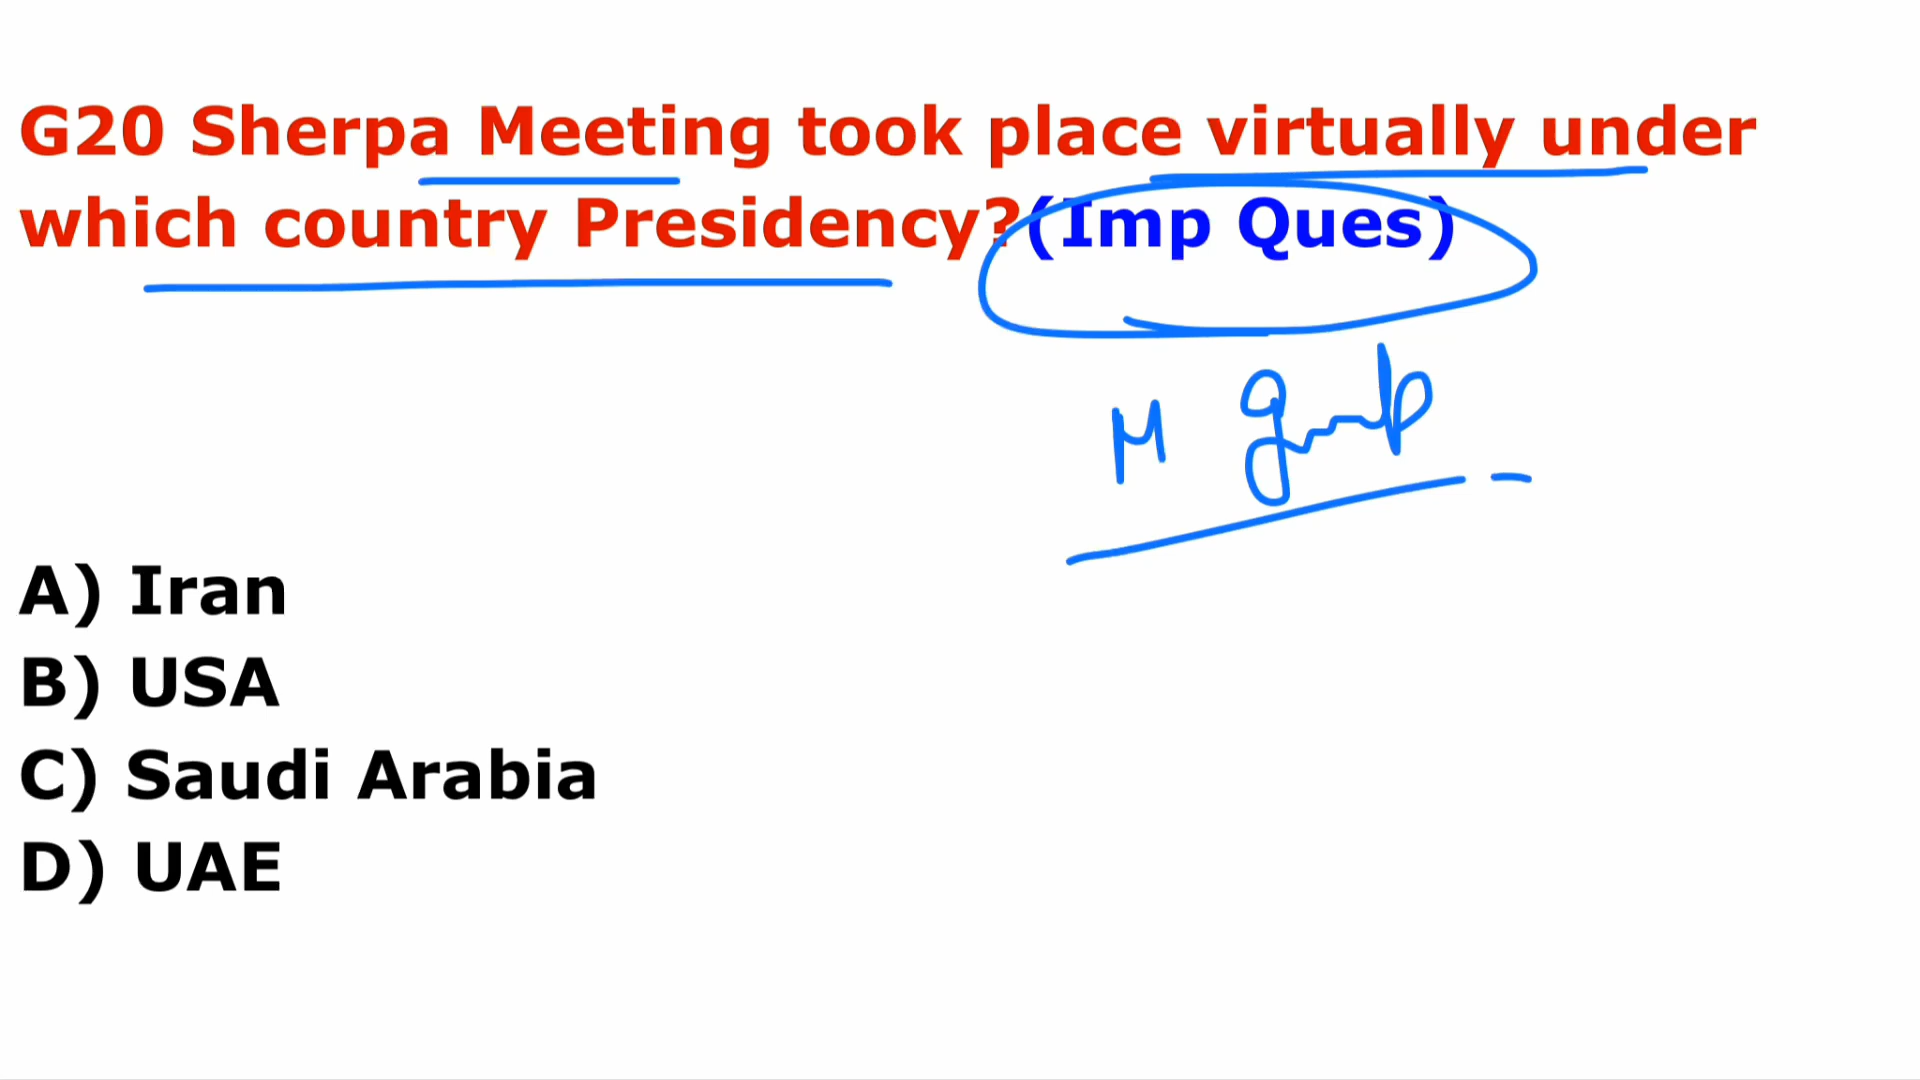 G20 Sherpa Meeting took place virtually under
which country Presidency?(Imp Ques)
M
A) Iran
B) USA
C) Saudi Arabia
D) UAE